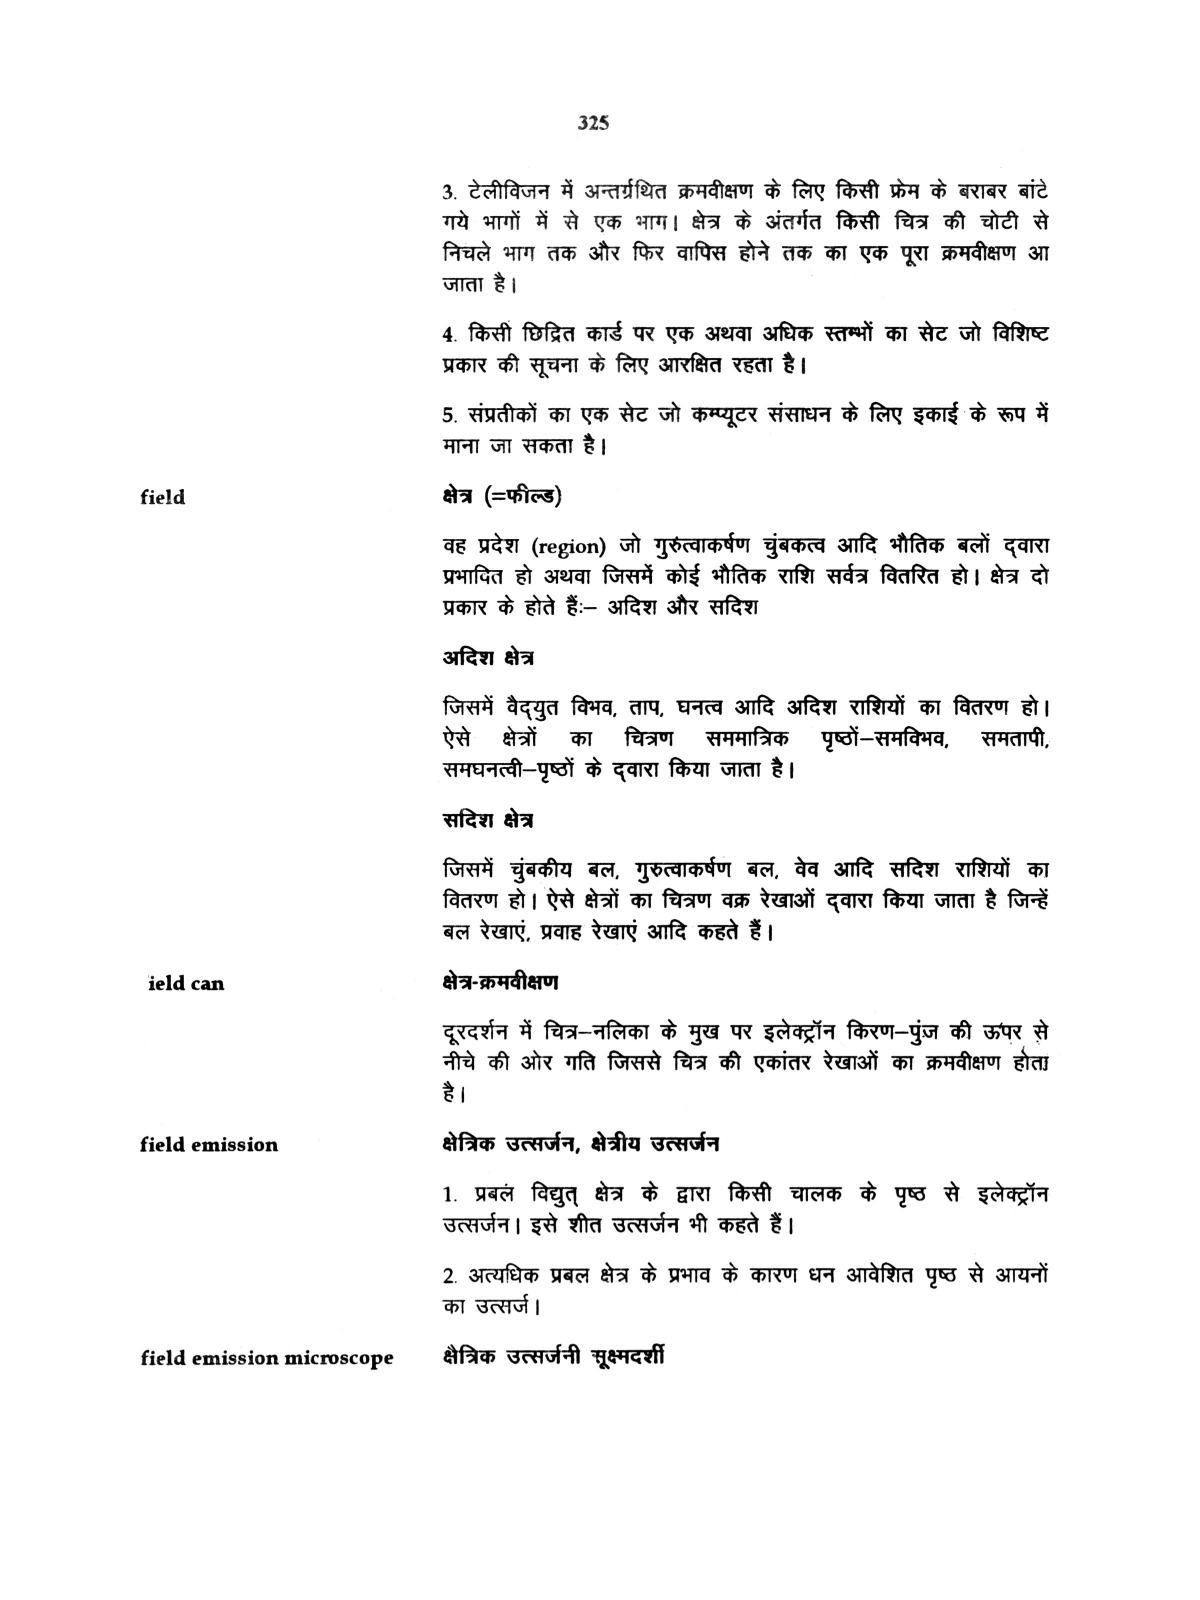 325
3. टेलीविजन में अन्तर्ग्रथित क्रमवीक्षण के लिए किसी फ्रेम के बराबर बांटे
गये भागों में से एक भाग। क्षेत्र के अंतर्गत किसी चित्र की चोटी से
निचले भाग तक और फिर वापिस होने तक का एक पूरा क्रमवीक्षण आ
जाता है।
4. किसी छिद्रित कार्ड पर एक अथवा अधिक स्तम्भों का सेट जो विशिष्ट
प्रकार की सूचना के लिए आरक्षित रहता है।
5. संप्रतीकों का एक सेट जो कम्प्यूटर संसाधन के लिए इकाई के रूप में
माना जा सकता है।
field क्षेत्र (=फील्ड)
वह प्रदेश (region) जो गुरुत्वाकर्षण चुंबकत्व आदि भौतिक बलों द्वारा
प्रभावित हो अथवा जिसमें कोई भौतिक राशि सर्वत्र वितरित हो। क्षेत्र दो
प्रकार के होते हैं:– अदिश और सदिश
अदिश क्षेत्र
जिसमें वैद्युत विभव, ताप, घनत्व आदि अदिश राशियों का वितरण हो।
ऐसे क्षेत्रों का चित्रण सममात्रिक पृष्ठों–समविभव, समतापी,
समघनत्वी–पृष्ठों के द्वारा किया जाता है।
सदिश क्षेत्र
जिसमें चुंबकीय बल, गुरुत्वाकर्षण बल, वेव आदि सदिश राशियों का
वितरण हो। ऐसे क्षेत्रों का चित्रण वक्र रेखाओं द्वारा किया जाता है जिन्हें
बल रेखाएं, प्रवाह रेखाएं आदि कहते हैं।
ield can क्षेत्र-क्रमवीक्षण
दूरदर्शन में चित्र–नलिका के मुख पर इलेक्ट्रॉन किरण–पुंज की ऊपर से
नीचे की ओर गति जिससे चित्र की एकांतर रेखाओं का क्रमवीक्षण होता
है।
field emission क्षेत्रिक उत्सर्जन, क्षेत्रीय उत्सर्जन
1. प्रबल विद्युत् क्षेत्र के द्वारा किसी चालक के पृष्ठ से इलेक्ट्रॉन
उत्सर्जन। इसे शीत उत्सर्जन भी कहते हैं।
2. अत्यधिक प्रबल क्षेत्र के प्रभाव के कारण धन आवेशित पृष्ठ से आयनों
का उत्सर्ज।
field emission microscope क्षैत्रिक उत्सर्जनी सूक्ष्मदर्शी